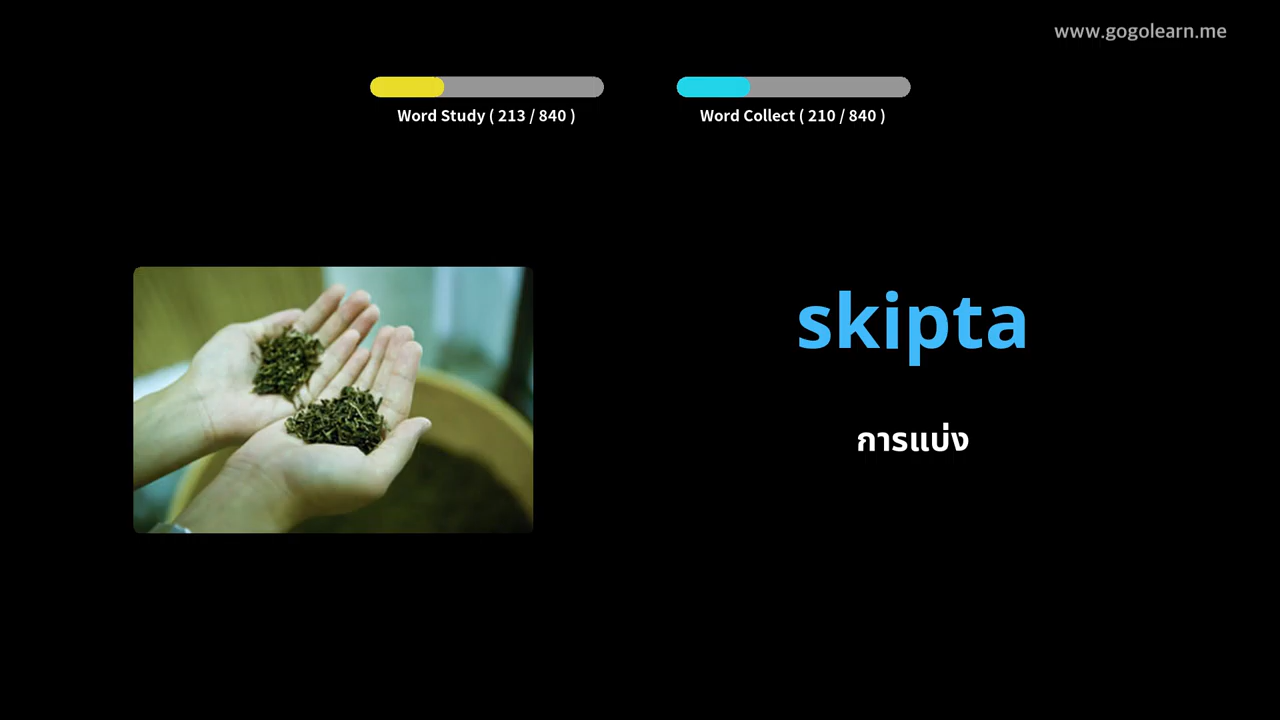 www.gogolearn.me
Word Study ( 213 / 840 )
Word Collect ( 210 / 840 )
skipta
การแบ่ง